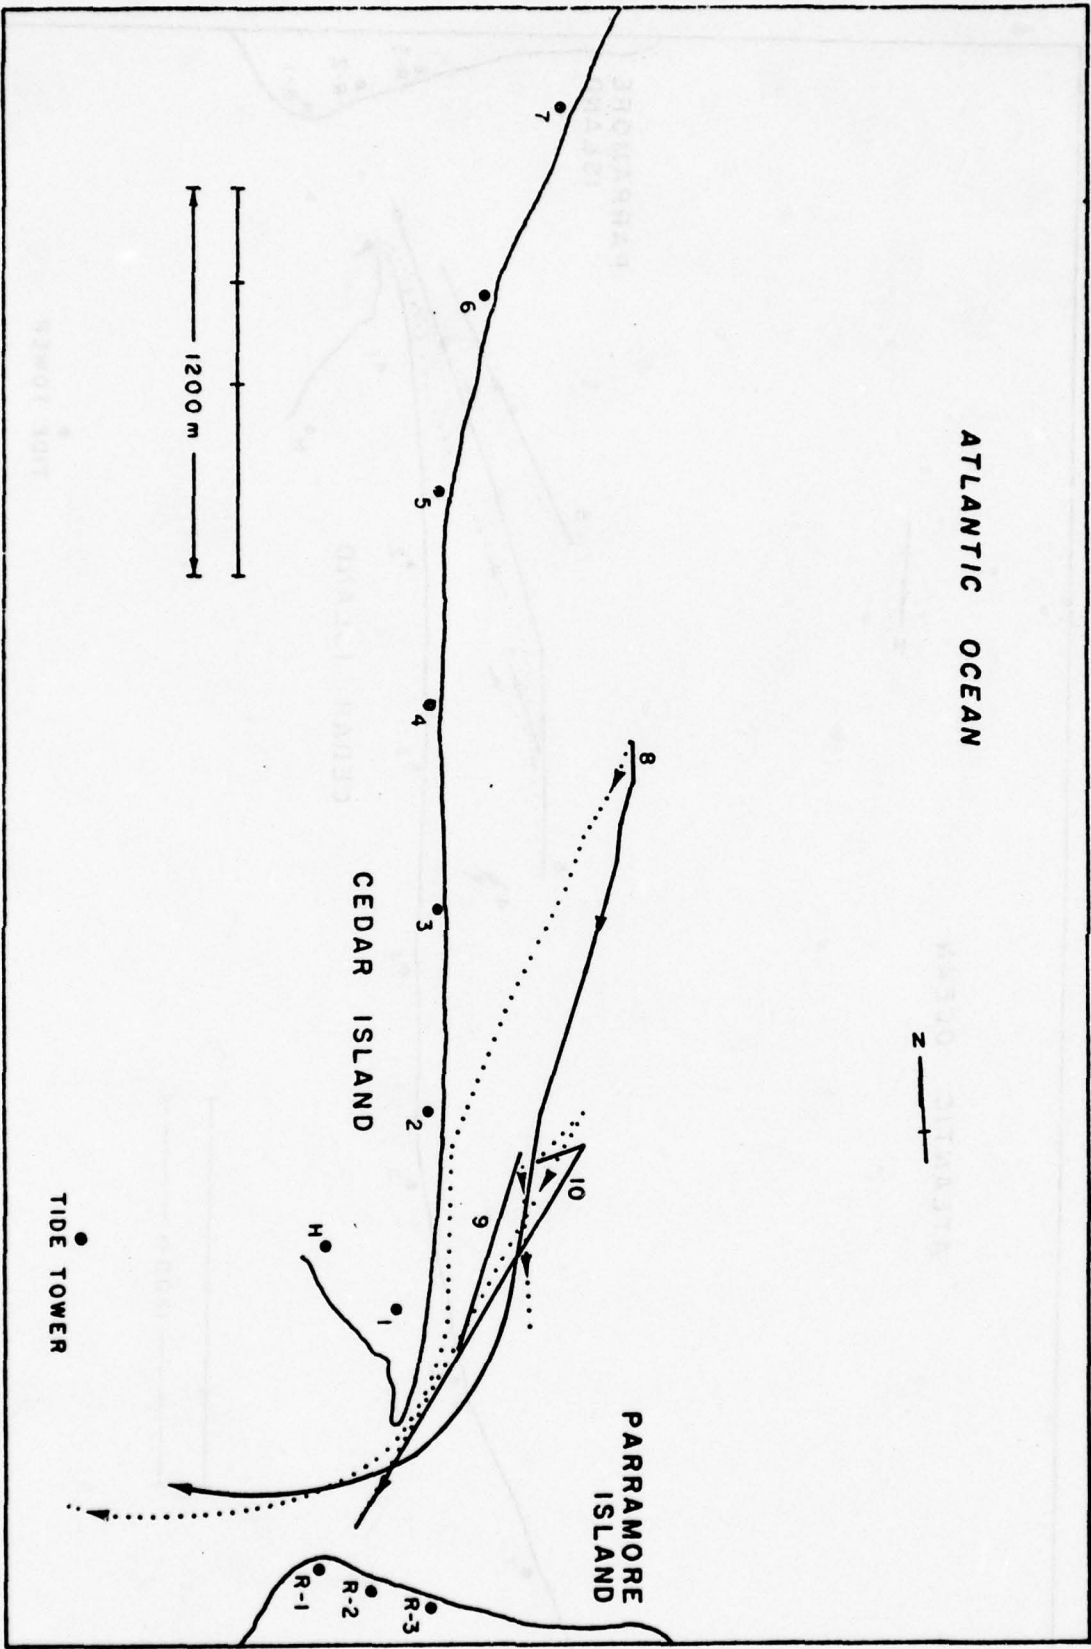 ATLANTIC OCEAN
N
PARRAMORE
ISLAND
CEDAR ISLAND
TIDE TOWER
1200 m
7
6
5
4
3
2
1
H
8
9
10
R-1
R-2
R-3